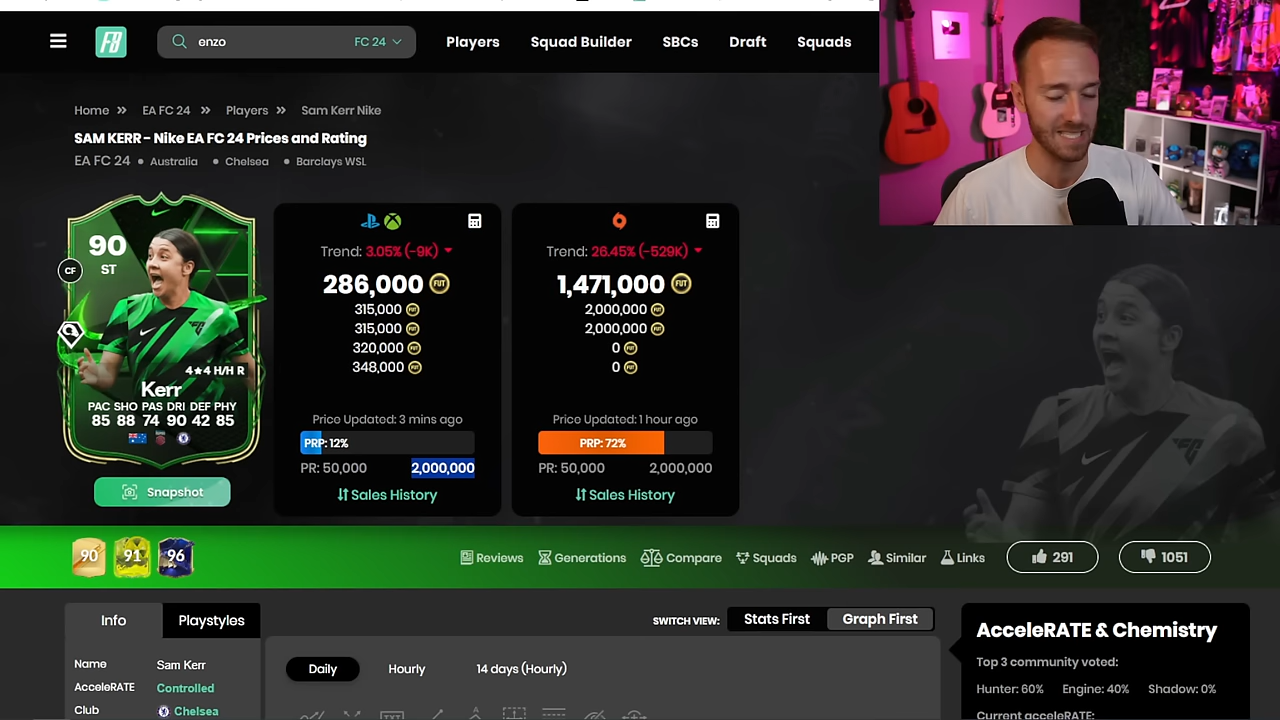 FB
enzo
FC 24
Players
Squad Builder
SBCs
Draft
Squads
Home » EA FC 24 » Players » Sam Kerr Nike
SAM KERR - Nike EA FC 24 Prices and Rating
EA FC 24 • Australia • Chelsea • Barclays WSL
90
ST
CF
4★4 H/H R
Kerr
PAC SHO PAS DRI DEF PHY
85 88 74 90 42 85
Snapshot
Trend: 3.05% (-9K)
286,000 FUT
315,000
315,000
320,000
348,000
Price Updated: 3 mins ago
PRP: 12%
PR: 50,000 2,000,000
Sales History
Trend: 26.45% (-529K)
1,471,000 FUT
2,000,000
2,000,000
0
0
Price Updated: 1 hour ago
PRP: 72%
PR: 50,000 2,000,000
Sales History
90 91 96
Reviews
Generations
Compare
Squads
PGP
Similar
Links
291
1051
Info
Playstyles
SWITCH VIEW:
Stats First
Graph First
Name Sam Kerr
AcceleRATE Controlled
Club Chelsea
Daily
Hourly
14 days (Hourly)
TXT
AcceleRATE & Chemistry
Top 3 community voted:
Hunter: 60% Engine: 40% Shadow: 0%
Current acceleRATE: